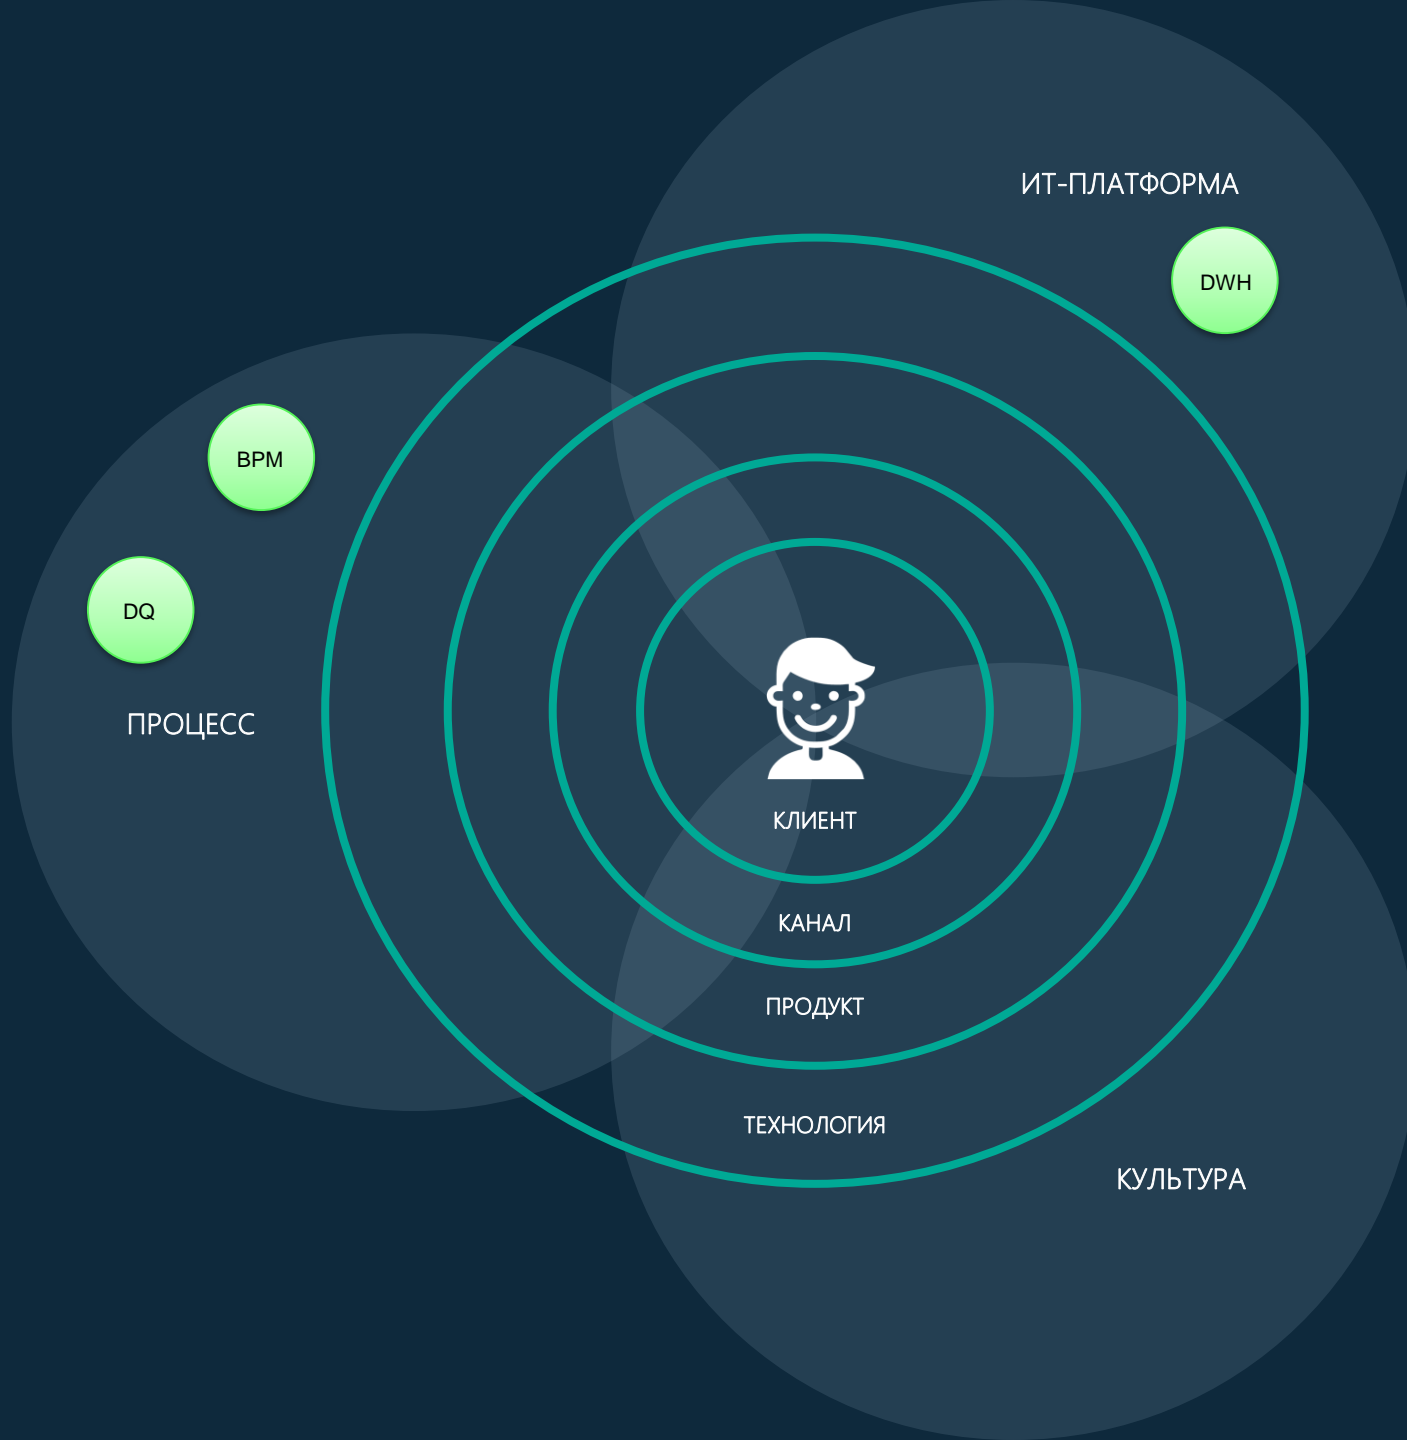 ИТ-ПЛАТФОРМА
DWH
BPM
DQ
ПРОЦЕСС
КЛИЕНТ
КАНАЛ
ПРОДУКТ
ТЕХНОЛОГИЯ
КУЛЬТУРА